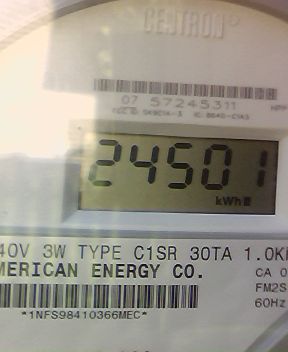 CENTRON®
07 57245311
24501
kWh
40V 3W TYPE C1SR 30TA 1.0K
MERICAN ENERGY CO.
CA 0
FM2S
60Hz
*1NFS98410366MEC*